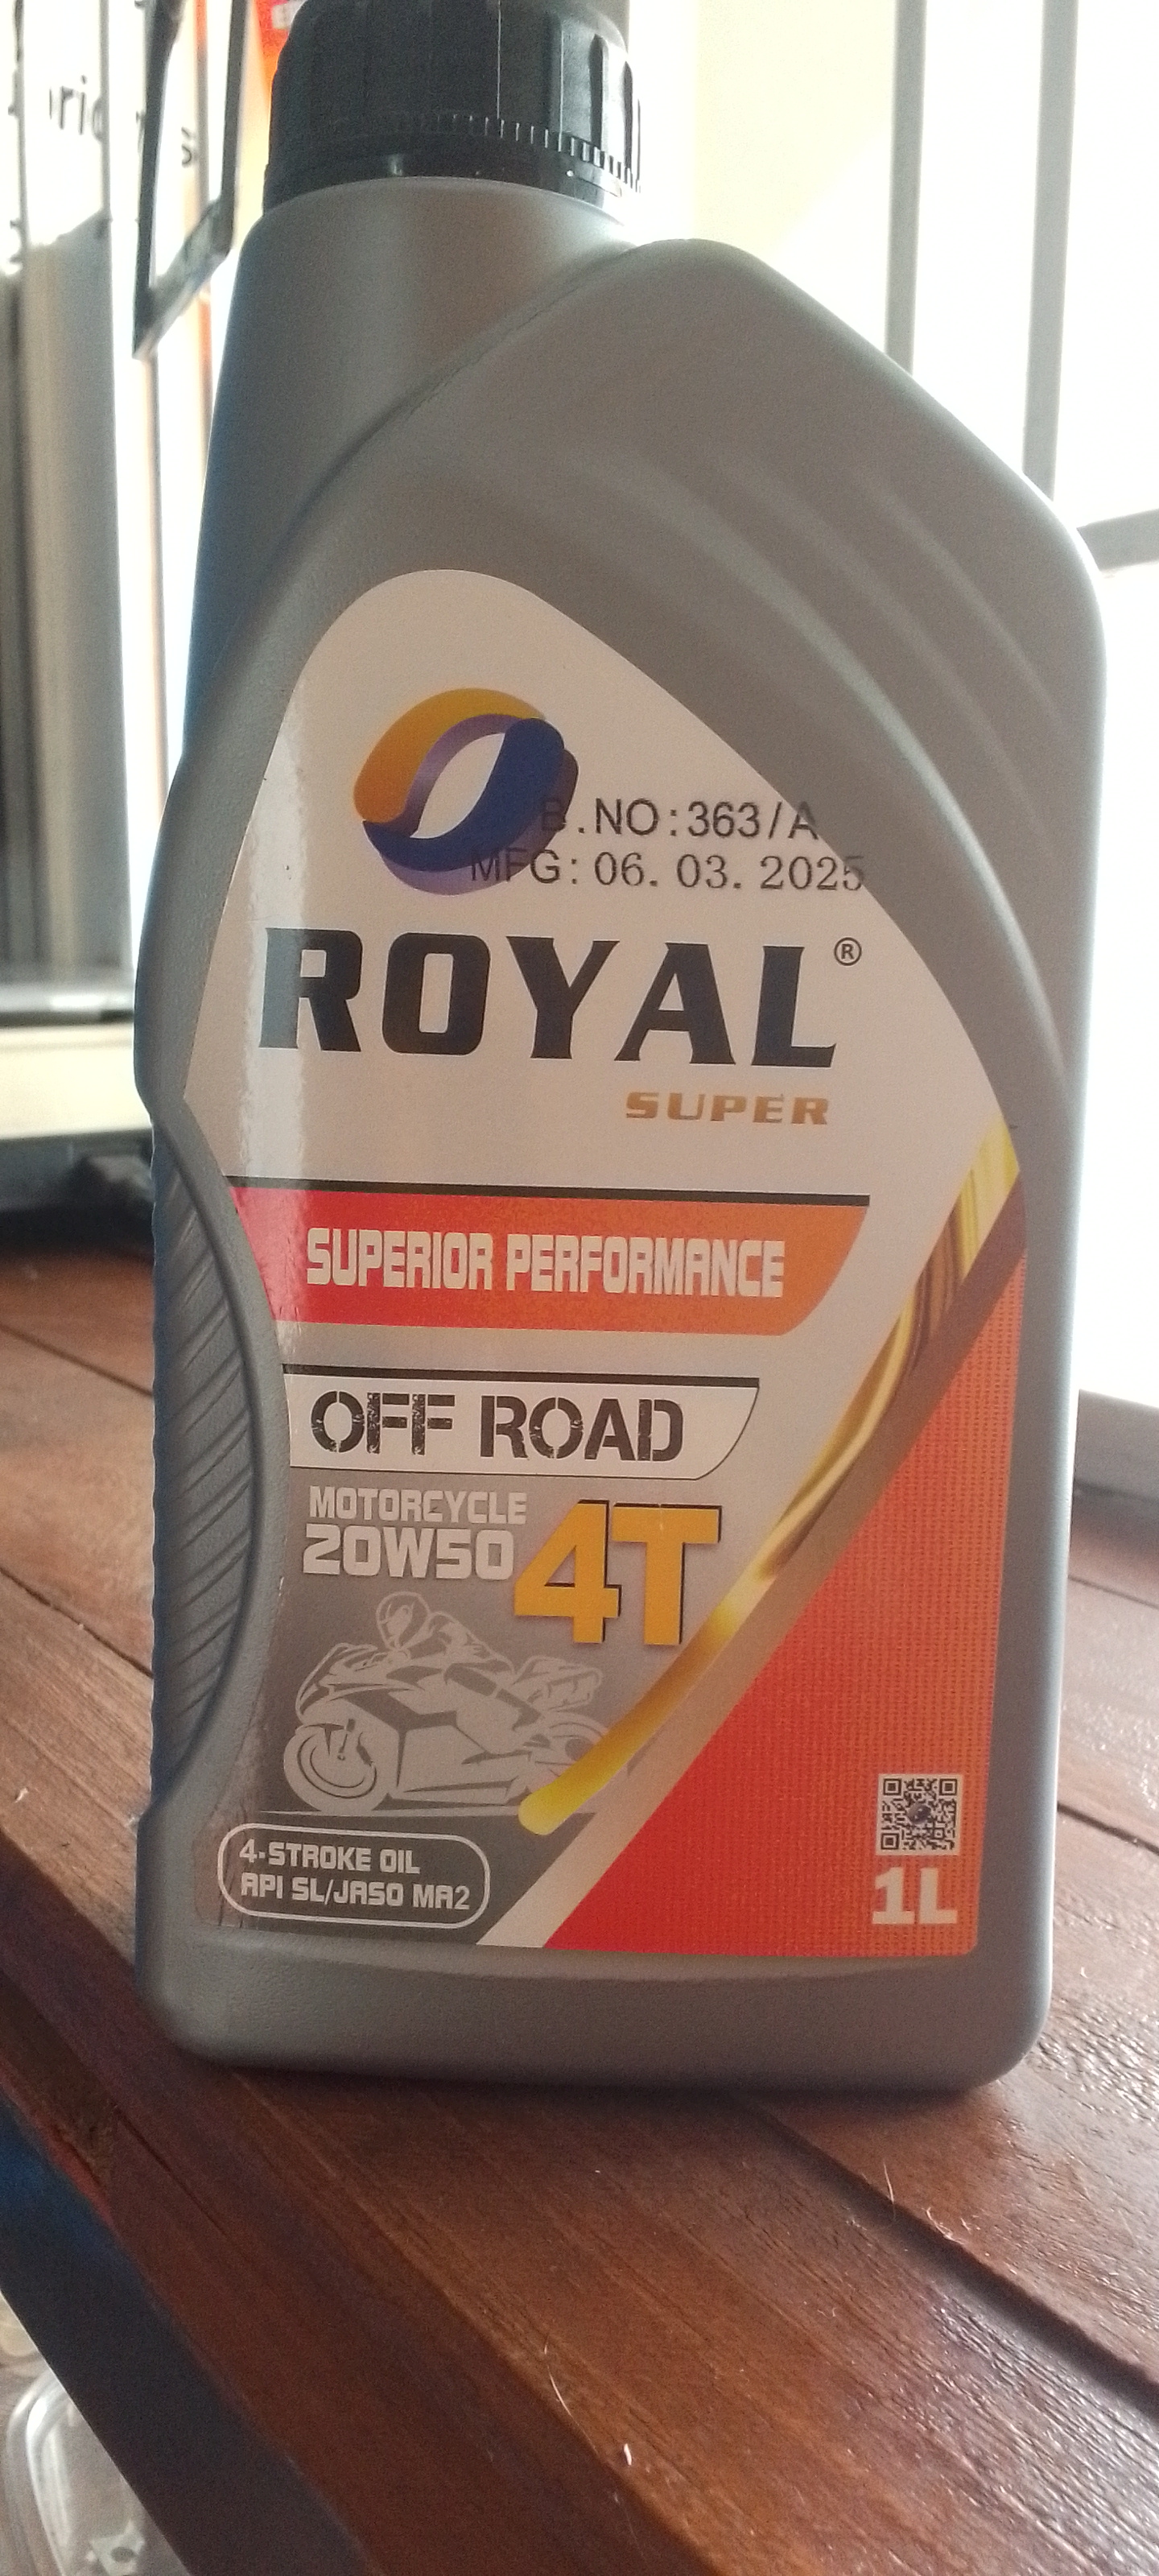 B.NO:363/A
MFG: 06. 03. 2025
ROYAL®
SUPER
SUPERIOR PERFORMANCE
OFF ROAD
MOTORCYCLE
20W50 4T
4-STROKE OIL
API SL/JASO MA2
1L